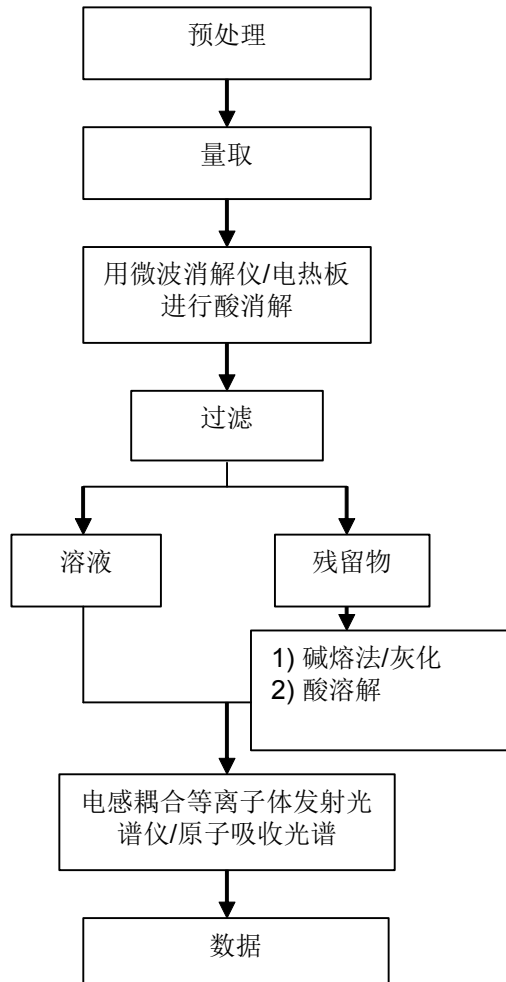 预处理
量取
用微波消解仪/电热板
进行酸消解
过滤
溶液
残留物
1) 碱熔法/灰化
2) 酸溶解
电感耦合等离子体发射光
谱仪/原子吸收光谱
数据